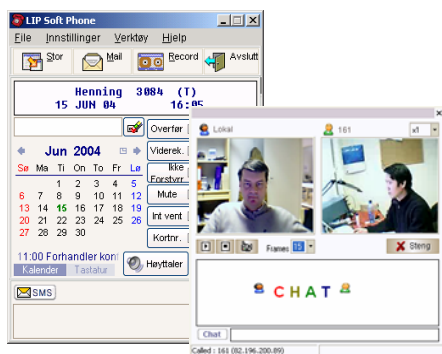 LIP Soft Phone
File Innstillinger Verktøy Hjelp
Stor Mail Record Avslutt
Henning 3084 (T)
15 JUN 04 16:05
Overfør
Jun 2004
Viderek.
Sø Ma Ti On To Fr Lø
Ikke
Forstyrr.
1 2 3 4 5
6 7 8 9 10 11 12
Mute
13 14 15 16 17 18 19
20 21 22 23 24 25 26
Int vent
27 28 29 30
Kortnr.
11:00 Forhandler kont
Kalender Tastatur
Høyttaler
SMS
Lokal 161 x1
Frames 15 Steng
CHAT
Chat
Called : 161 (82.196.200.89)